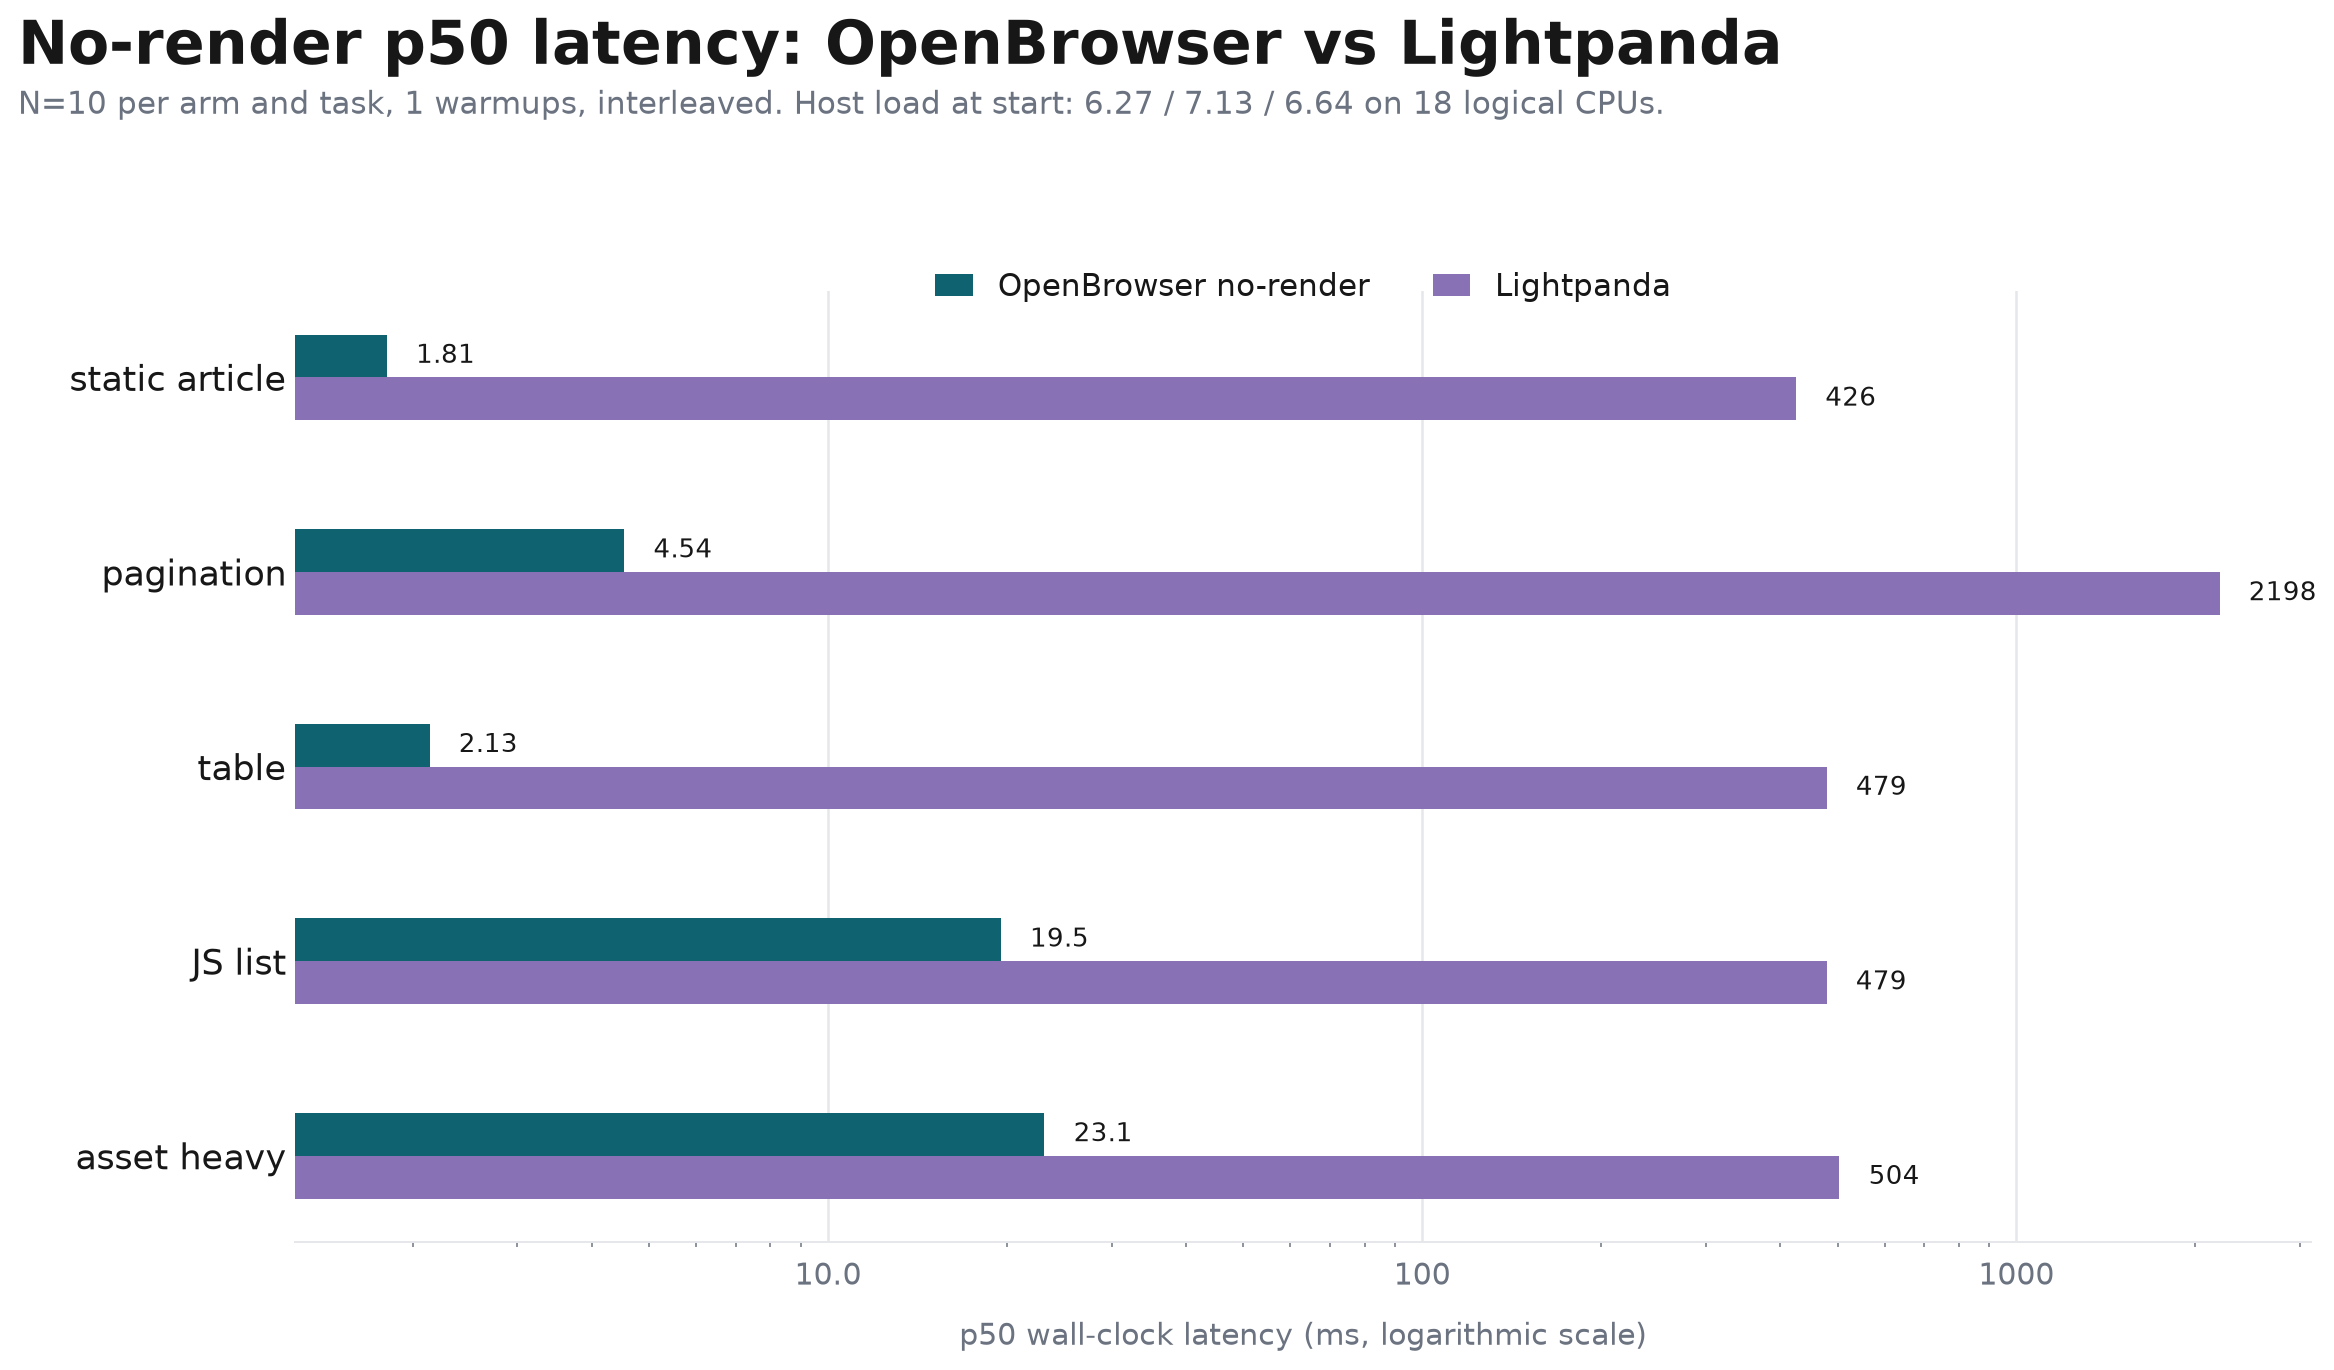 No-render p50 latency: OpenBrowser vs Lightpanda
N=10 per arm and task, 1 warmups, interleaved. Host load at start: 6.27 / 7.13 / 6.64 on 18 logical CPUs.
OpenBrowser no-render Lightpanda
static article
1.81
426
pagination
4.54
2198
table
2.13
479
JS list
19.5
479
asset heavy
23.1
504
10.0 100 1000
p50 wall-clock latency (ms, logarithmic scale)